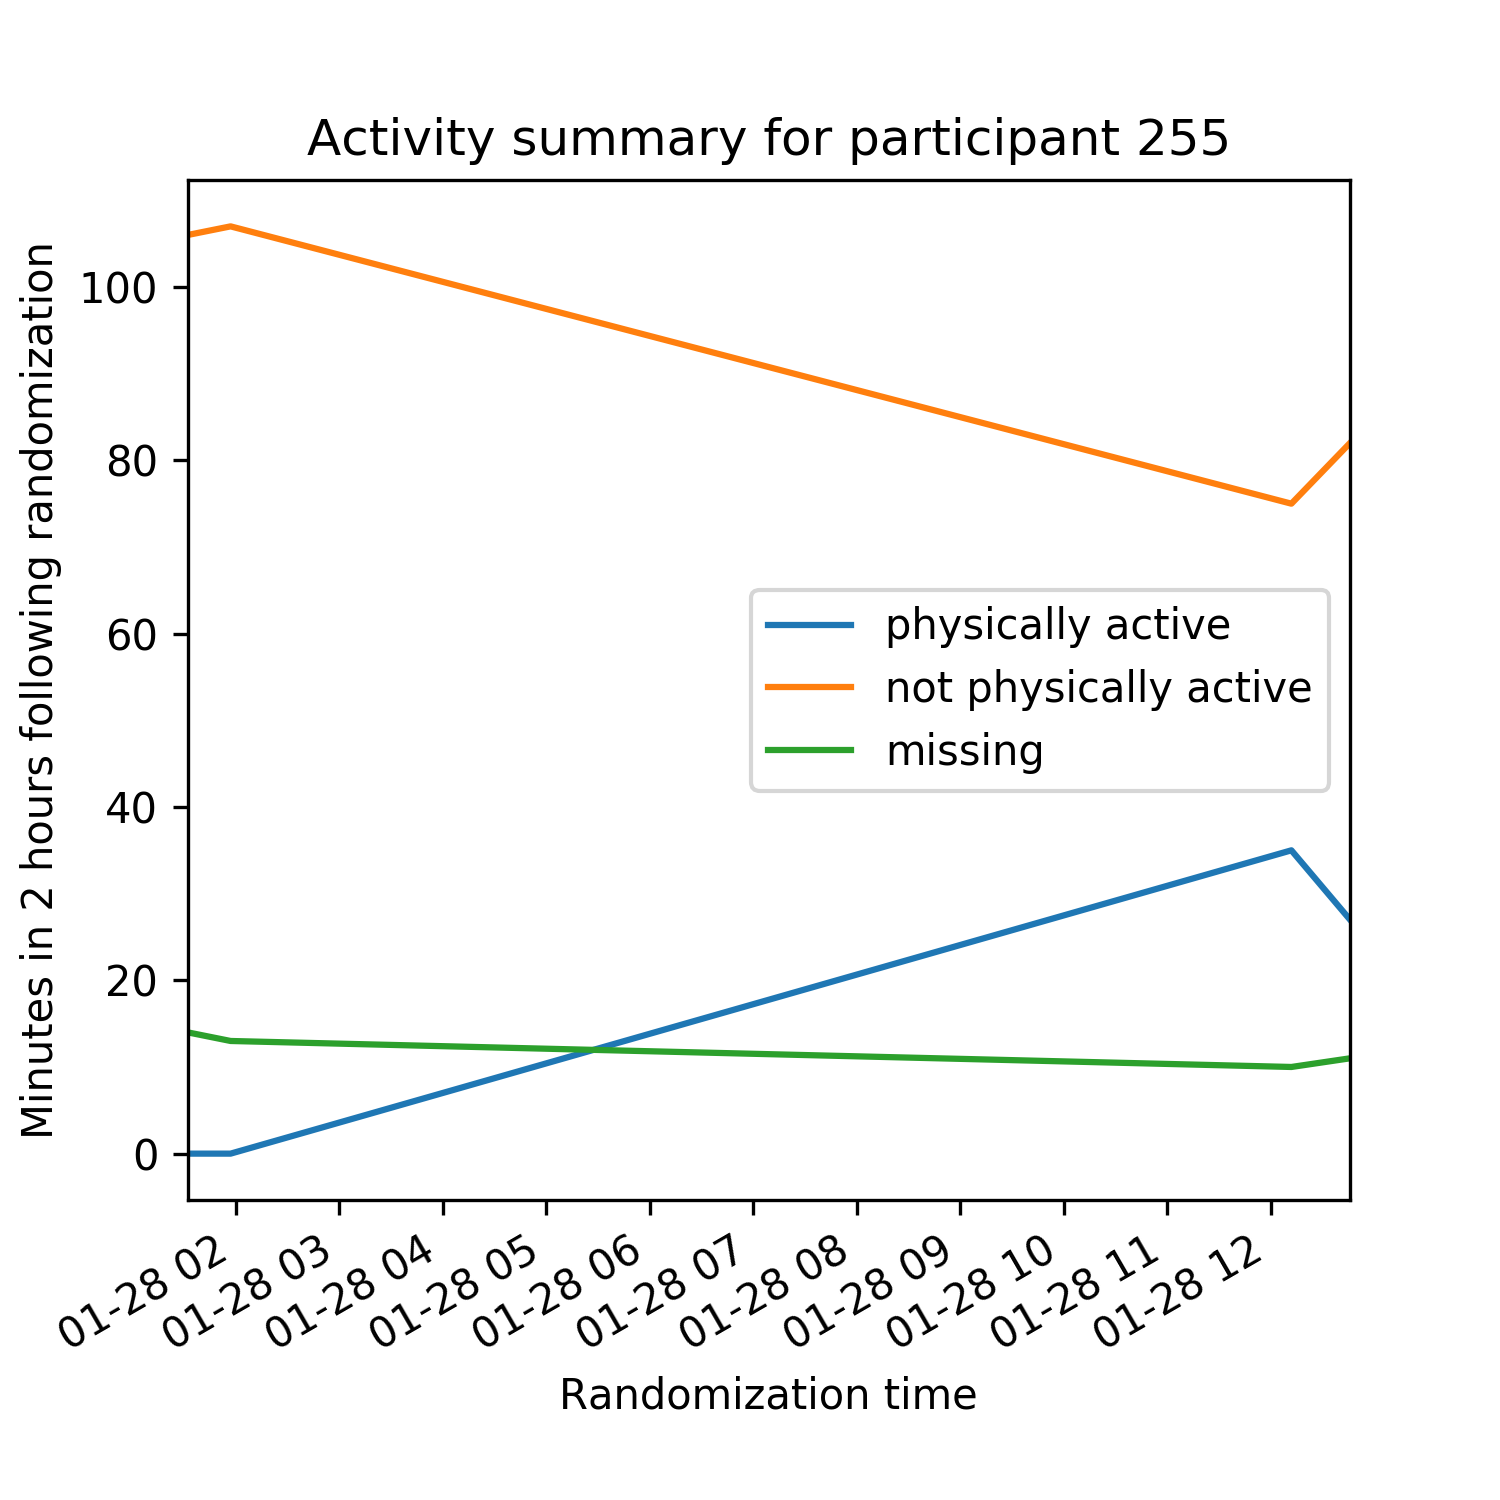 Activity summary for participant 255
Minutes in 2 hours following randomization
100
80
60
40
20
0
physically active
not physically active
missing
01-28 02
01-28 03
01-28 04
01-28 05
01-28 06
01-28 07
01-28 08
01-28 09
01-28 10
01-28 11
01-28 12
Randomization time